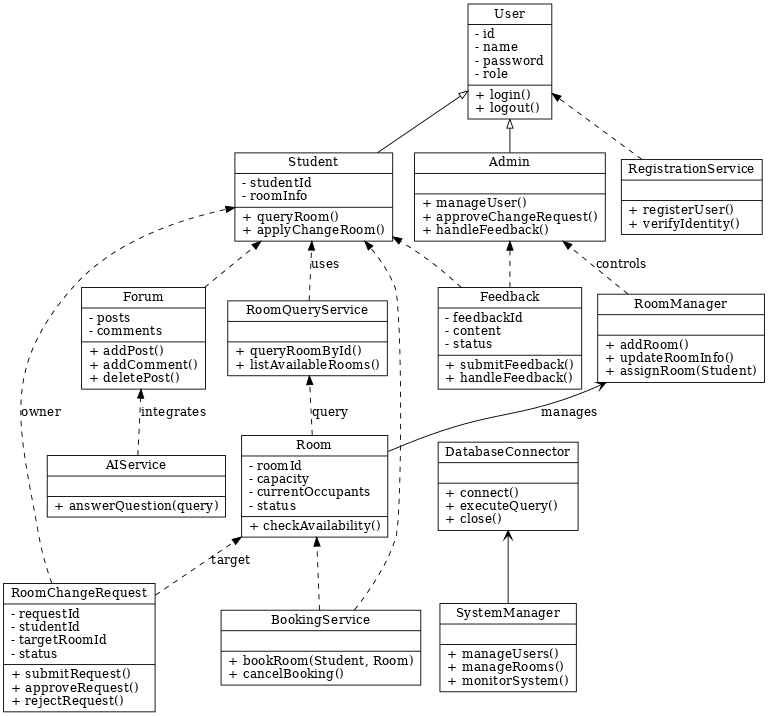 User
- id
- name
- password
- role
+ login()
+ logout()
Student
- studentId
- roomInfo
+ queryRoom()
+ applyChangeRoom()
Admin
+ manageUser()
+ approveChangeRequest()
+ handleFeedback()
RegistrationService
+ registerUser()
+ verifyIdentity()
uses
controls
Forum
- posts
- comments
+ addPost()
+ addComment()
+ deletePost()
RoomQueryService
+ queryRoomById()
+ listAvailableRooms()
Feedback
- feedbackId
- content
- status
+ submitFeedback()
+ handleFeedback()
RoomManager
+ addRoom()
+ updateRoomInfo()
+ assignRoom(Student)
owner
integrates
query
manages
AIService
+ answerQuestion(query)
Room
- roomId
- capacity
- currentOccupants
- status
+ checkAvailability()
DatabaseConnector
+ connect()
+ executeQuery()
+ close()
target
RoomChangeRequest
- requestId
- studentId
- targetRoomId
- status
+ submitRequest()
+ approveRequest()
+ rejectRequest()
BookingService
+ bookRoom(Student, Room)
+ cancelBooking()
SystemManager
+ manageUsers()
+ manageRooms()
+ monitorSystem()